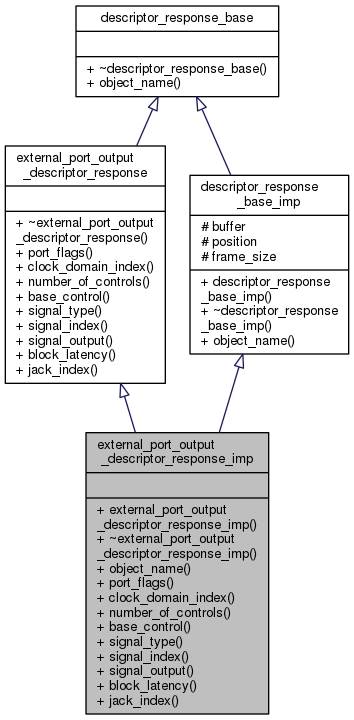 descriptor_response_base
+ ~descriptor_response_base()
+ object_name()
external_port_output
_descriptor_response
+ ~external_port_output
_descriptor_response()
+ port_flags()
+ clock_domain_index()
+ number_of_controls()
+ base_control()
+ signal_type()
+ signal_index()
+ signal_output()
+ block_latency()
+ jack_index()
descriptor_response
_base_imp
# buffer
# position
# frame_size
+ descriptor_response
_base_imp()
+ ~descriptor_response
_base_imp()
+ object_name()
external_port_output
_descriptor_response_imp
+ external_port_output
_descriptor_response_imp()
+ ~external_port_output
_descriptor_response_imp()
+ object_name()
+ port_flags()
+ clock_domain_index()
+ number_of_controls()
+ base_control()
+ signal_type()
+ signal_index()
+ signal_output()
+ block_latency()
+ jack_index()